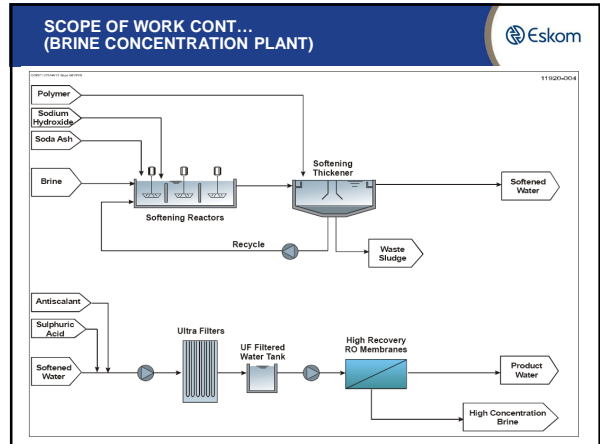 SCOPE OF WORK CONT…
(BRINE CONCENTRATION PLANT)
Eskom
11920-004
Polymer
Sodium
Hydroxide
Soda Ash
Brine
Softening Reactors
Softening
Thickener
Softened
Water
Recycle
Waste
Sludge
Antiscalant
Sulphuric
Acid
Softened
Water
Ultra Filters
UF Filtered
Water Tank
High Recovery
RO Membranes
Product
Water
High Concentration
Brine